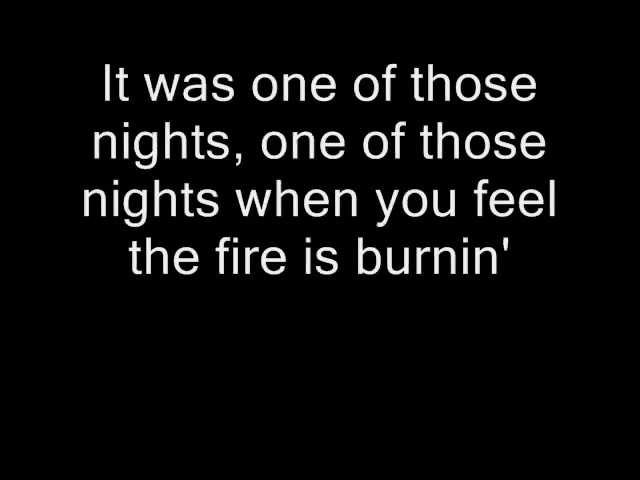 It was one of those
nights, one of those
nights when you feel
the fire is burnin'